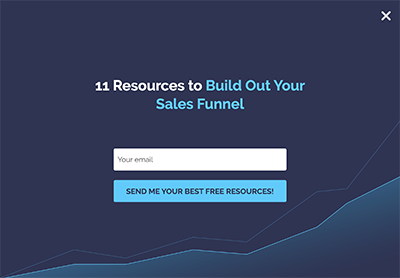 11 Resources to Build Out Your
Sales Funnel
Your email
SEND ME YOUR BEST FREE RESOURCES!